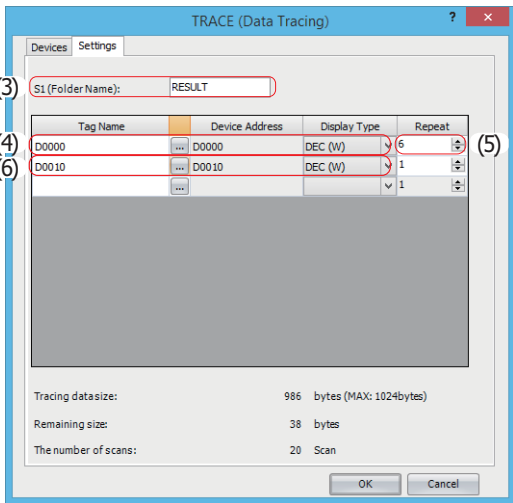 TRACE (Data Tracing) ? ×
Devices Settings
(3) S1 (Folder Name): RESULT
Tag Name Device Address Display Type Repeat
(4) D0000 ... D0000 DEC (W) 6 (5)
(6) D0010 ... D0010 DEC (W) 1
... 1
Tracing datasize: 986 bytes (MAX: 1024bytes)
Remaining size: 38 bytes
The number of scans: 20 Scan
OK Cancel